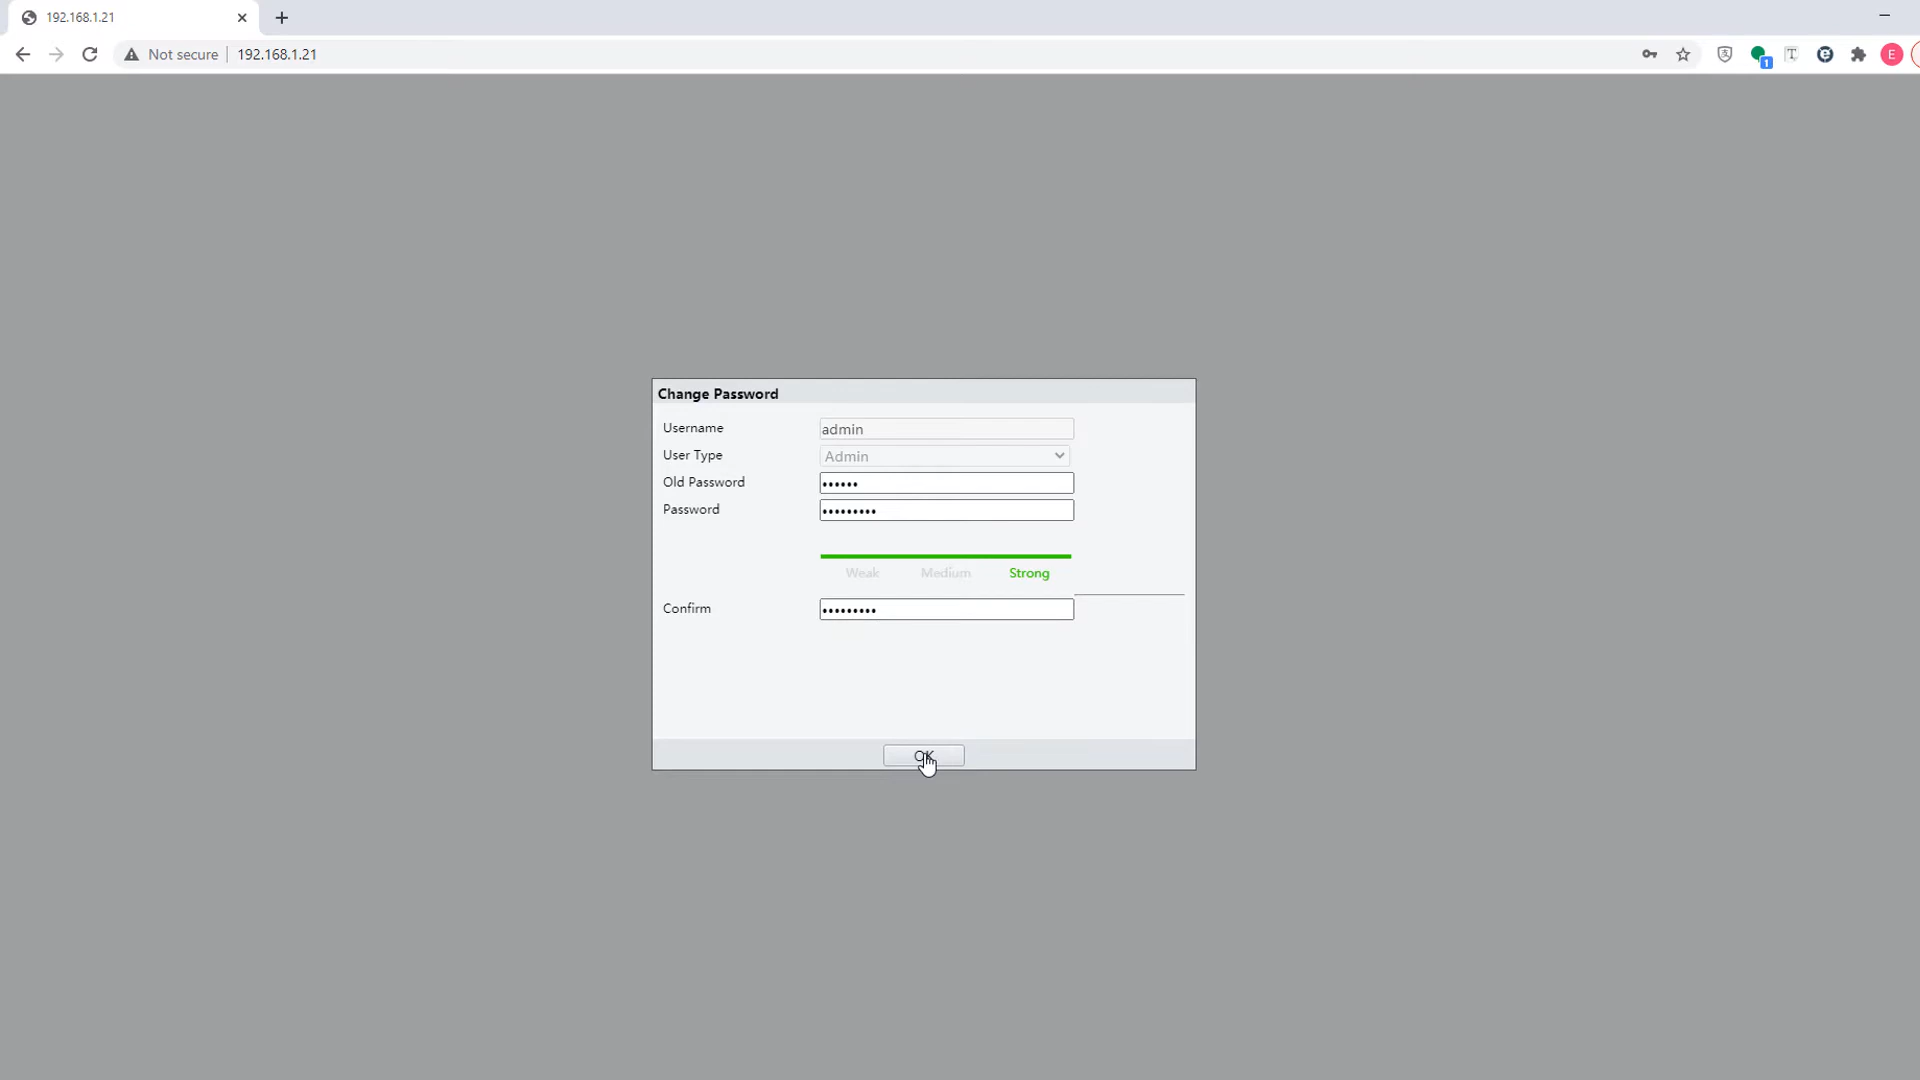 192.168.1.21
Not secure 192.168.1.21
T
e
1
E
Change Password
Username admin
User Type Admin
Old Password ••••••
Password •••••••••
Weak Medium Strong
Confirm •••••••••
OK